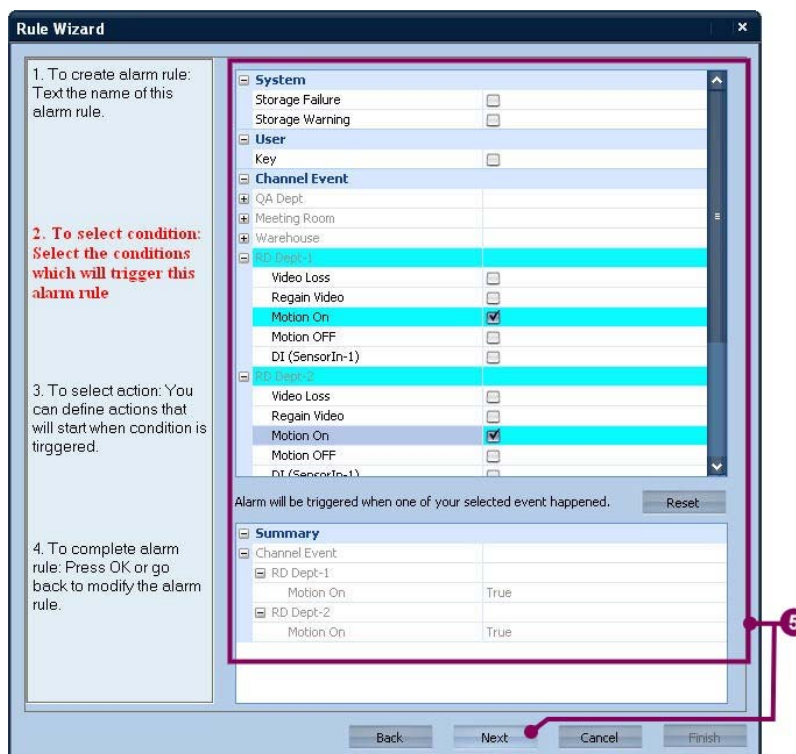 Rule Wizard
1. To create alarm rule:
Text the name of this
alarm rule.
2. To select condition:
Select the conditions
which will trigger this
alarm rule
3. To select action: You
can define actions that
will start when condition is
tirggered.
4. To complete alarm
rule: Press OK or go
back to modify the alarm
rule.
System
Storage Failure
Storage Warning
User
Key
Channel Event
QA Dept
Meeting Room
Warehouse
RD Dept-1
Video Loss
Regain Video
Motion On
Motion OFF
DI (SensorIn-1)
RD Dept-2
Video Loss
Regain Video
Motion On
Motion OFF
DI (SensorIn-1)
Alarm will be triggered when one of your selected event happened.
Reset
Summary
Channel Event
RD Dept-1
Motion On True
RD Dept-2
Motion On True
5
Back
Next
Cancel
Finish